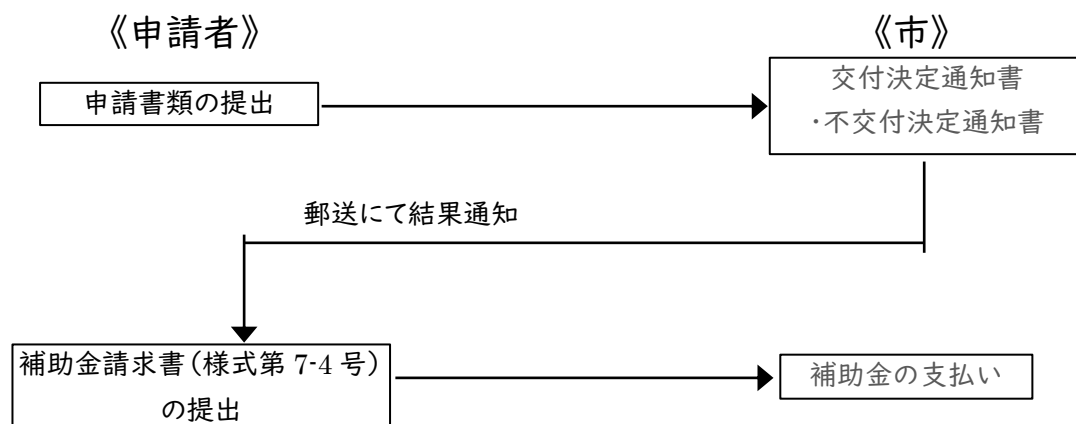 《申請者》
《市》
申請書類の提出
交付決定通知書
・不交付決定通知書
郵送にて結果通知
補助金請求書（様式第 7-4 号）
の提出
補助金の支払い